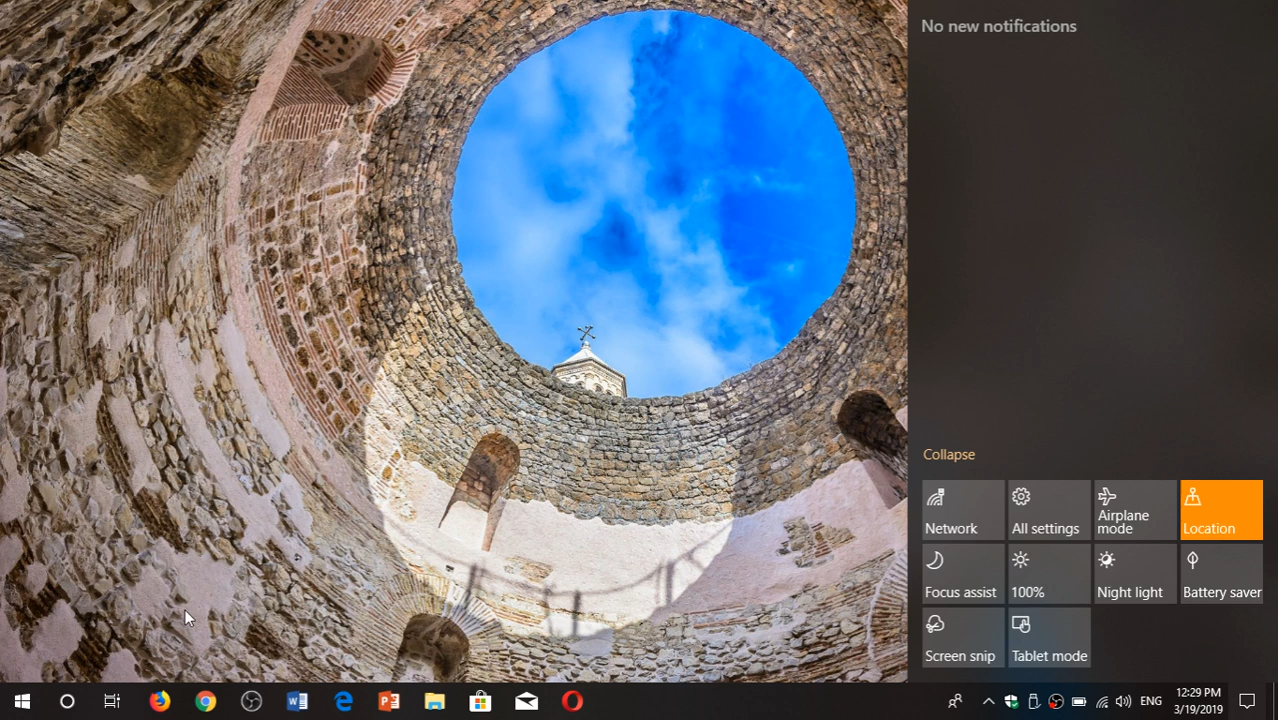 No new notifications
Collapse
Network
All settings
Airplane
mode
Location
Focus assist
100%
Night light
Battery saver
Screen snip
Tablet mode
ENG
12:29 PM
3/19/2019